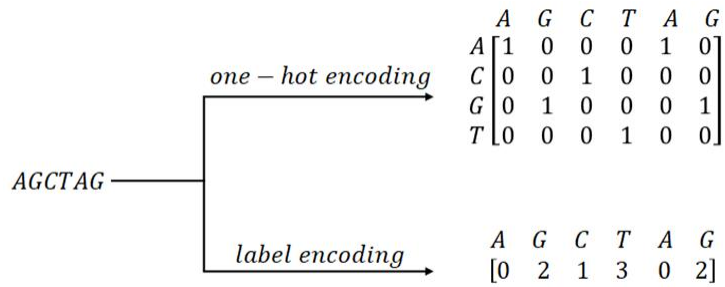 A G C T A G
A [1 0 0 0 1 0]
one - hot encoding
C 0 0 1 0 0 0
G 0 1 0 0 0 1
T 0 0 0 1 0 0
AGCTAG
label encoding
A G C T A G
[0 2 1 3 0 2]